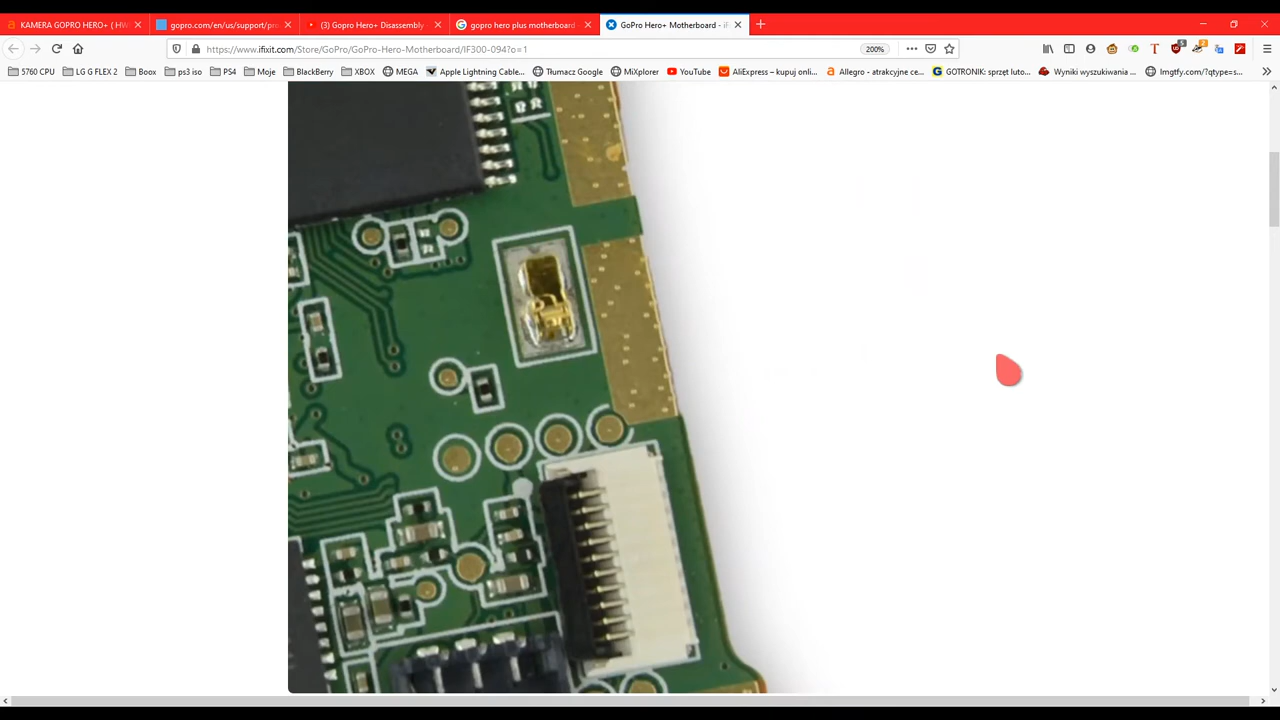 KAMERA GOPRO HERO+ ( HW
gopro.com/en/us/support/pro
(3) Gopro Hero+ Disassembly
gopro hero plus motherboard
GoPro Hero+ Motherboard - iF
https://www.ifixit.com/Store/GoPro/GoPro-Hero-Motherboard/IF300-094?o=1
200%
5760 CPU
LG G FLEX 2
Boox
ps3 iso
PS4
Moje
BlackBerry
XBOX
MEGA
Apple Lightning Cable...
Tłumacz Google
MiXplorer
YouTube
AliExpress – kupuj onli...
Allegro - atrakcyjne ce...
GOTRONIK: sprzęt luto...
Wyniki wyszukiwania ...
lmgtfy.com/?qtype=s...